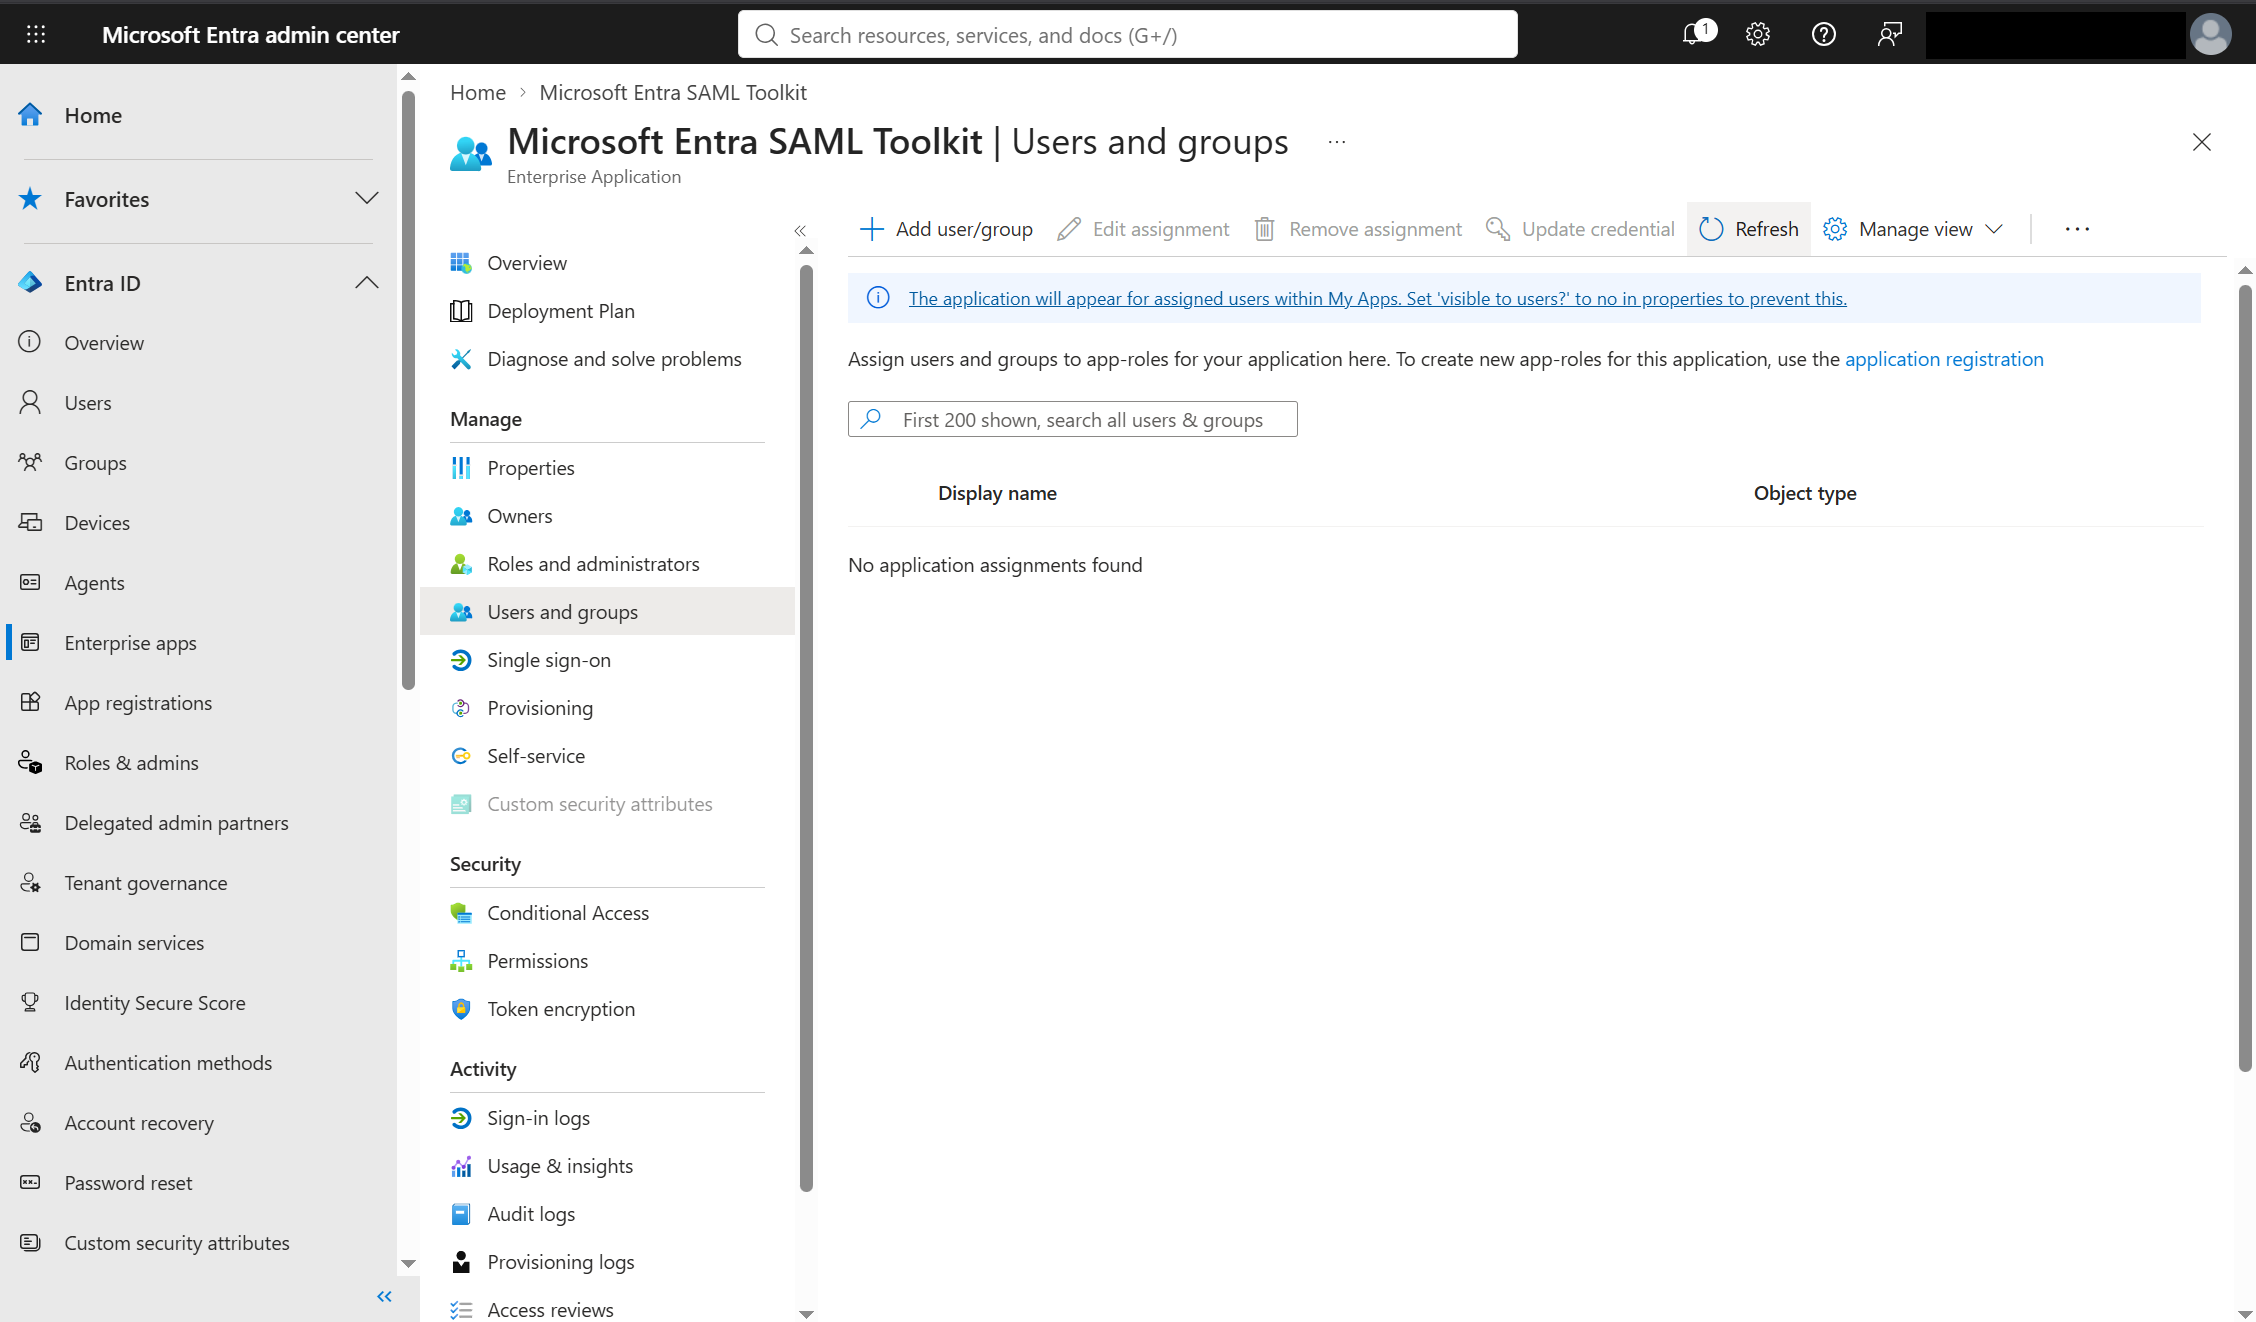 Microsoft Entra admin center
Search resources, services, and docs (G+/)
1
Home
Favorites
Entra ID
Overview
Users
Groups
Devices
Agents
Enterprise apps
App registrations
Roles & admins
Delegated admin partners
Tenant governance
Domain services
Identity Secure Score
Authentication methods
Account recovery
Password reset
Custom security attributes
Home > Microsoft Entra SAML Toolkit
Microsoft Entra SAML Toolkit | Users and groups ...
Enterprise Application
Overview
Deployment Plan
Diagnose and solve problems
Manage
Properties
Owners
Roles and administrators
Users and groups
Single sign-on
Provisioning
Self-service
Custom security attributes
Security
Conditional Access
Permissions
Token encryption
Activity
Sign-in logs
Usage & insights
Audit logs
Provisioning logs
Access reviews
Add user/group Edit assignment Remove assignment Update credential Refresh Manage view ...
The application will appear for assigned users within My Apps. Set 'visible to users?' to no in properties to prevent this.
Assign users and groups to app-roles for your application here. To create new app-roles for this application, use the application registration
First 200 shown, search all users & groups
Display name Object type
No application assignments found